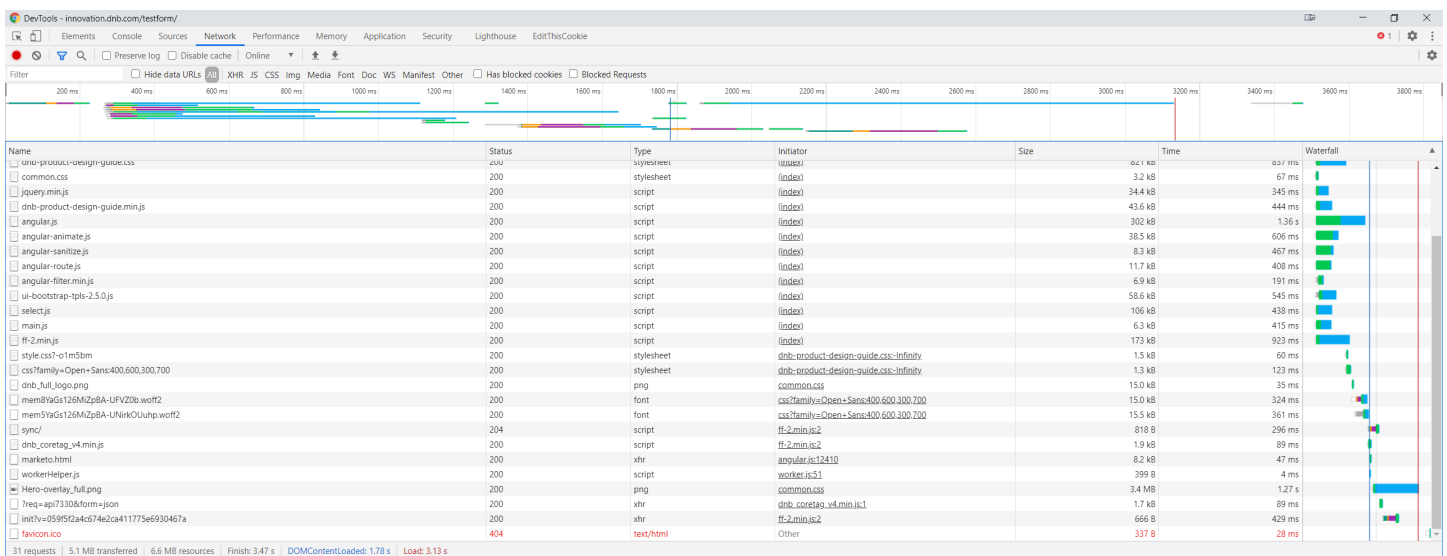 DevTools - innovation.dnb.com/testform/
Elements Console Sources Network Performance Memory Application Security Lighthouse EditThisCookie 1
Preserve log Disable cache Online
Filter Hide data URLs All XHR JS CSS Img Media Font Doc WS Manifest Other Has blocked cookies Blocked Requests
200 ms 400 ms 600 ms 800 ms 1000 ms 1200 ms 1400 ms 1600 ms 1800 ms 2000 ms 2200 ms 2400 ms 2600 ms 2800 ms 3000 ms 3200 ms 3400 ms 3600 ms 3800 ms
Name Status Type Initiator Size Time Waterfall
dnb-product-design-guide.css 200 stylesheet (index) 821 kB 837 ms
common.css 200 stylesheet (index) 3.2 kB 67 ms
jquery.min.js 200 script (index) 34.4 kB 345 ms
dnb-product-design-guide.min.js 200 script (index) 43.6 kB 444 ms
angular.js 200 script (index) 302 kB 1.36 s
angular-animate.js 200 script (index) 38.5 kB 606 ms
angular-sanitize.js 200 script (index) 8.3 kB 467 ms
angular-route.js 200 script (index) 11.7 kB 408 ms
angular-filter.min.js 200 script (index) 6.9 kB 191 ms
ui-bootstrap-tpls-2.5.0.js 200 script (index) 58.6 kB 545 ms
select.js 200 script (index) 106 kB 438 ms
main.js 200 script (index) 6.3 kB 415 ms
ff-2.min.js 200 script (index) 173 kB 923 ms
style.css?-o1m5bm 200 stylesheet dnb-product-design-guide.css:-Infinity 1.5 kB 60 ms
css?family=Open+Sans:400,600,300,700 200 stylesheet dnb-product-design-guide.css:-Infinity 1.3 kB 123 ms
dnb_full_logo.png 200 png common.css 15.0 kB 35 ms
mem8YaGs126MiZpBA-UFVZ0b.woff2 200 font css?family=Open+Sans:400,600,300,700 15.0 kB 324 ms
mem5YaGs126MiZpBA-UNirkOUuhp.woff2 200 font css?family=Open+Sans:400,600,300,700 15.5 kB 361 ms
sync/ 204 script ff-2.min.js:2 818 B 296 ms
dnb_coretag_v4.min.js 200 script ff-2.min.js:2 1.9 kB 89 ms
marketo.html 200 xhr angular.js:12410 8.2 kB 47 ms
workerHelper.js 200 script worker.js:51 399 B 4 ms
Hero-overlay_full.png 200 png common.css 3.4 MB 1.27 s
?req=api7330&form=json 200 xhr dnb_coretag_v4.min.js:1 1.7 kB 89 ms
init?v=059f5f2a4c674e2ca411775e6930467a 200 xhr ff-2.min.js:2 666 B 429 ms
favicon.ico 404 text/html Other 337 B 28 ms
31 requests 5.1 MB transferred 6.6 MB resources Finish: 3.47 s DOMContentLoaded: 1.78 s Load: 3.13 s